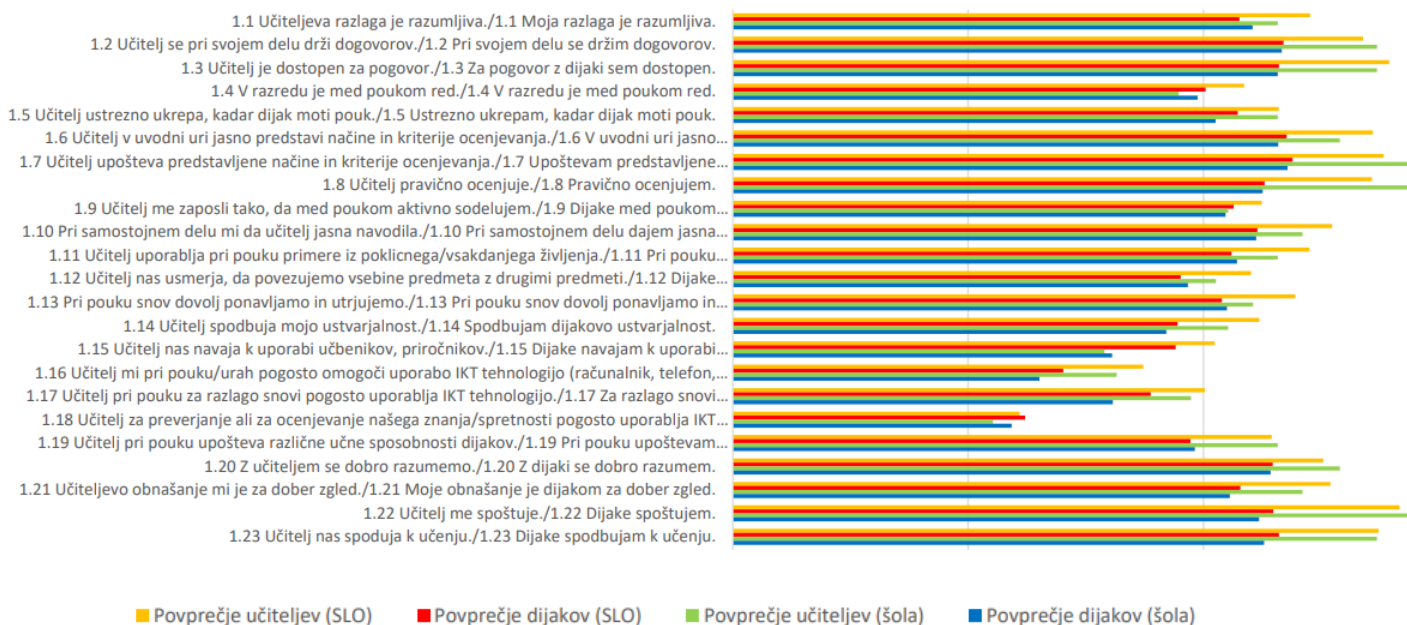 1.1 Učiteljeva razlaga je razumljiva./1.1 Moja razlaga je razumljiva.
1.2 Učitelj se pri svojem delu drži dogovorov./1.2 Pri svojem delu se držim dogovorov.
1.3 Učitelj je dostopen za pogovor./1.3 Za pogovor z dijaki sem dostopen.
1.4 V razredu je med poukom red./1.4 V razredu je med poukom red.
1.5 Učitelj ustrezno ukrepa, kadar dijak moti pouk./1.5 Ustrezno ukrepam, kadar dijak moti pouk.
1.6 Učitelj v uvodni uri jasno predstavi načine in kriterije ocenjevanja./1.6 V uvodni uri jasno...
1.7 Učitelj upošteva predstavljene načine in kriterije ocenjevanja./1.7 Upoštevam predstavljene...
1.8 Učitelj pravično ocenjuje./1.8 Pravično ocenjujem.
1.9 Učitelj me zaposli tako, da med poukom aktivno sodelujem./1.9 Dijake med poukom...
1.10 Pri samostojnem delu mi da učitelj jasna navodila./1.10 Pri samostojnem delu dajem jasna...
1.11 Učitelj uporablja pri pouku primere iz poklicnega/vsakdanjega življenja./1.11 Pri pouku...
1.12 Učitelj nas usmerja, da povezujemo vsebine predmeta z drugimi predmeti./1.12 Dijake...
1.13 Pri pouku snov dovolj ponavljamo in utrjujemo./1.13 Pri pouku snov dovolj ponavljamo in...
1.14 Učitelj spodbuja mojo ustvarjalnost./1.14 Spodbujam dijakovo ustvarjalnost.
1.15 Učitelj nas navaja k uporabi učbenikov, priročnikov./1.15 Dijake navajam k uporabi...
1.16 Učitelj mi pri pouku/urah pogosto omogoči uporabo IKT tehnologijo (računalnik, telefon,...
1.17 Učitelj pri pouku za razlago snovi pogosto uporablja IKT tehnologijo./1.17 Za razlago snovi...
1.18 Učitelj za preverjanje ali za ocenjevanje našega znanja/spretnosti pogosto uporablja IKT...
1.19 Učitelj pri pouku upošteva različne učne sposobnosti dijakov./1.19 Pri pouku upoštevam...
1.20 Z učiteljem se dobro razumemo./1.20 Z dijaki se dobro razumem.
1.21 Učiteljevo obnašanje mi je za dober zgled./1.21 Moje obnašanje je dijakom za dober zgled.
1.22 Učitelj me spoštuje./1.22 Dijake spoštujem.
1.23 Učitelj nas spoduja k učenju./1.23 Dijake spodbujam k učenju.
Povprečje učiteljev (SLO) Povprečje dijakov (SLO) Povprečje učiteljev (šola) Povprečje dijakov (šola)